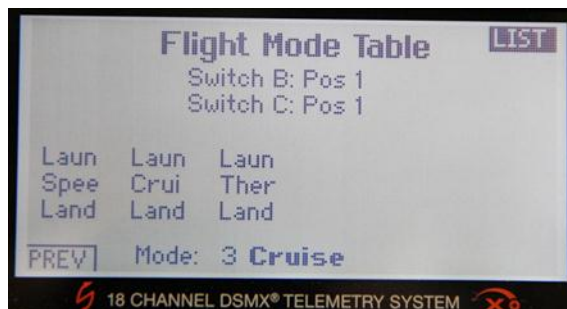 Flight Mode Table LIST
Switch B: Pos 1
Switch C: Pos 1
Laun Laun Laun
Spee Crui Ther
Land Land Land
PREV Mode: 3 Cruise
18 CHANNEL DSMX® TELEMETRY SYSTEM